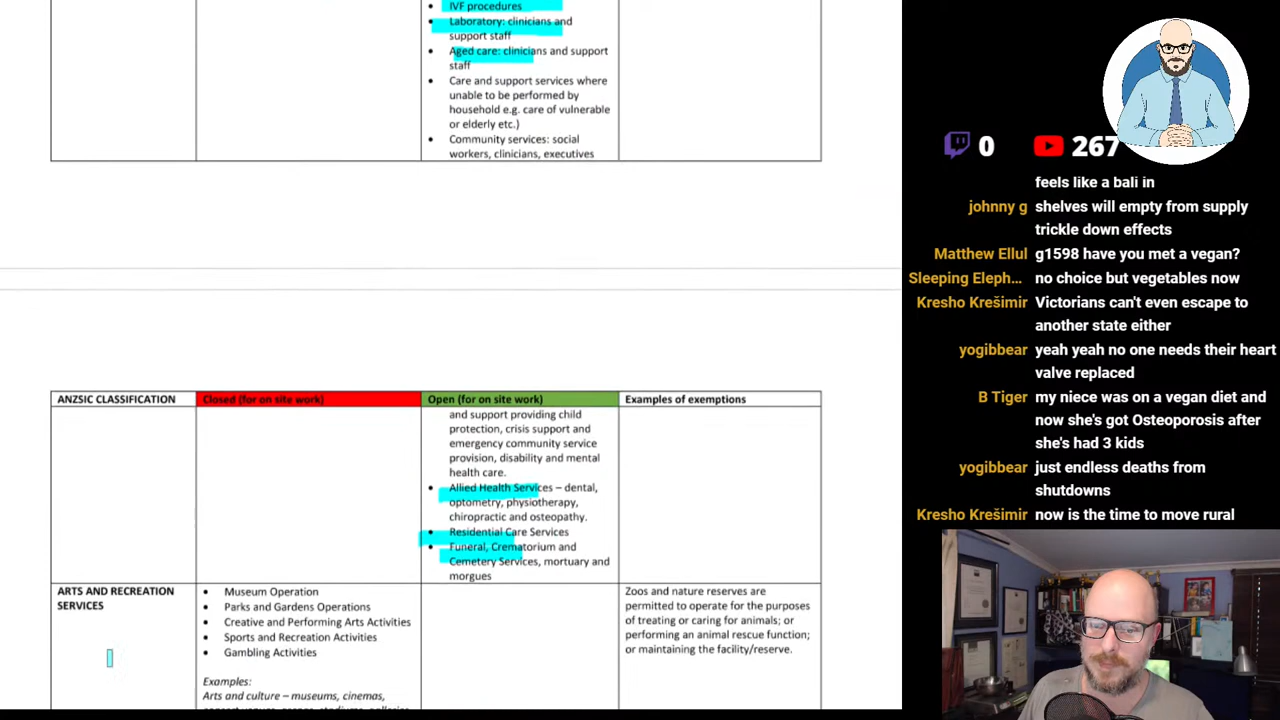 IVF procedures
Laboratory: clinicians and
support staff
Aged care: clinicians and support
staff
Care and support services where
unable to be performed by
household e.g. care of vulnerable
or elderly etc.)
Community services: social
workers, clinicians, executives
ANZSIC CLASSIFICATION
Closed (for on site work)
Open (for on site work)
Examples of exemptions
and support providing child
protection, crisis support and
emergency community service
provision, disability and mental
health care.
Allied Health Services – dental,
optometry, physiotherapy,
chiropractic and osteopathy.
Residential Care Services
Funeral, Crematorium and
Cemetery Services, mortuary and
morgues
ARTS AND RECREATION
SERVICES
Museum Operation
Parks and Gardens Operations
Creative and Performing Arts Activities
Sports and Recreation Activities
Gambling Activities
Examples:
Arts and culture – museums, cinemas,
Zoos and nature reserves are
permitted to operate for the purposes
of treating or caring for animals; or
performing an animal rescue function;
or maintaining the facility/reserve.
0
267
feels like a bali in
johnny g shelves will empty from supply
trickle down effects
Matthew Ellul g1598 have you met a vegan?
Sleeping Eleph... no choice but vegetables now
Kresho Krešimir Victorians can't even escape to
another state either
yogibbear yeah yeah no one needs their heart
valve replaced
B Tiger my niece was on a vegan diet and
now she's got Osteoporosis after
she's had 3 kids
yogibbear just endless deaths from
shutdowns
Kresho Krešimir now is the time to move rural